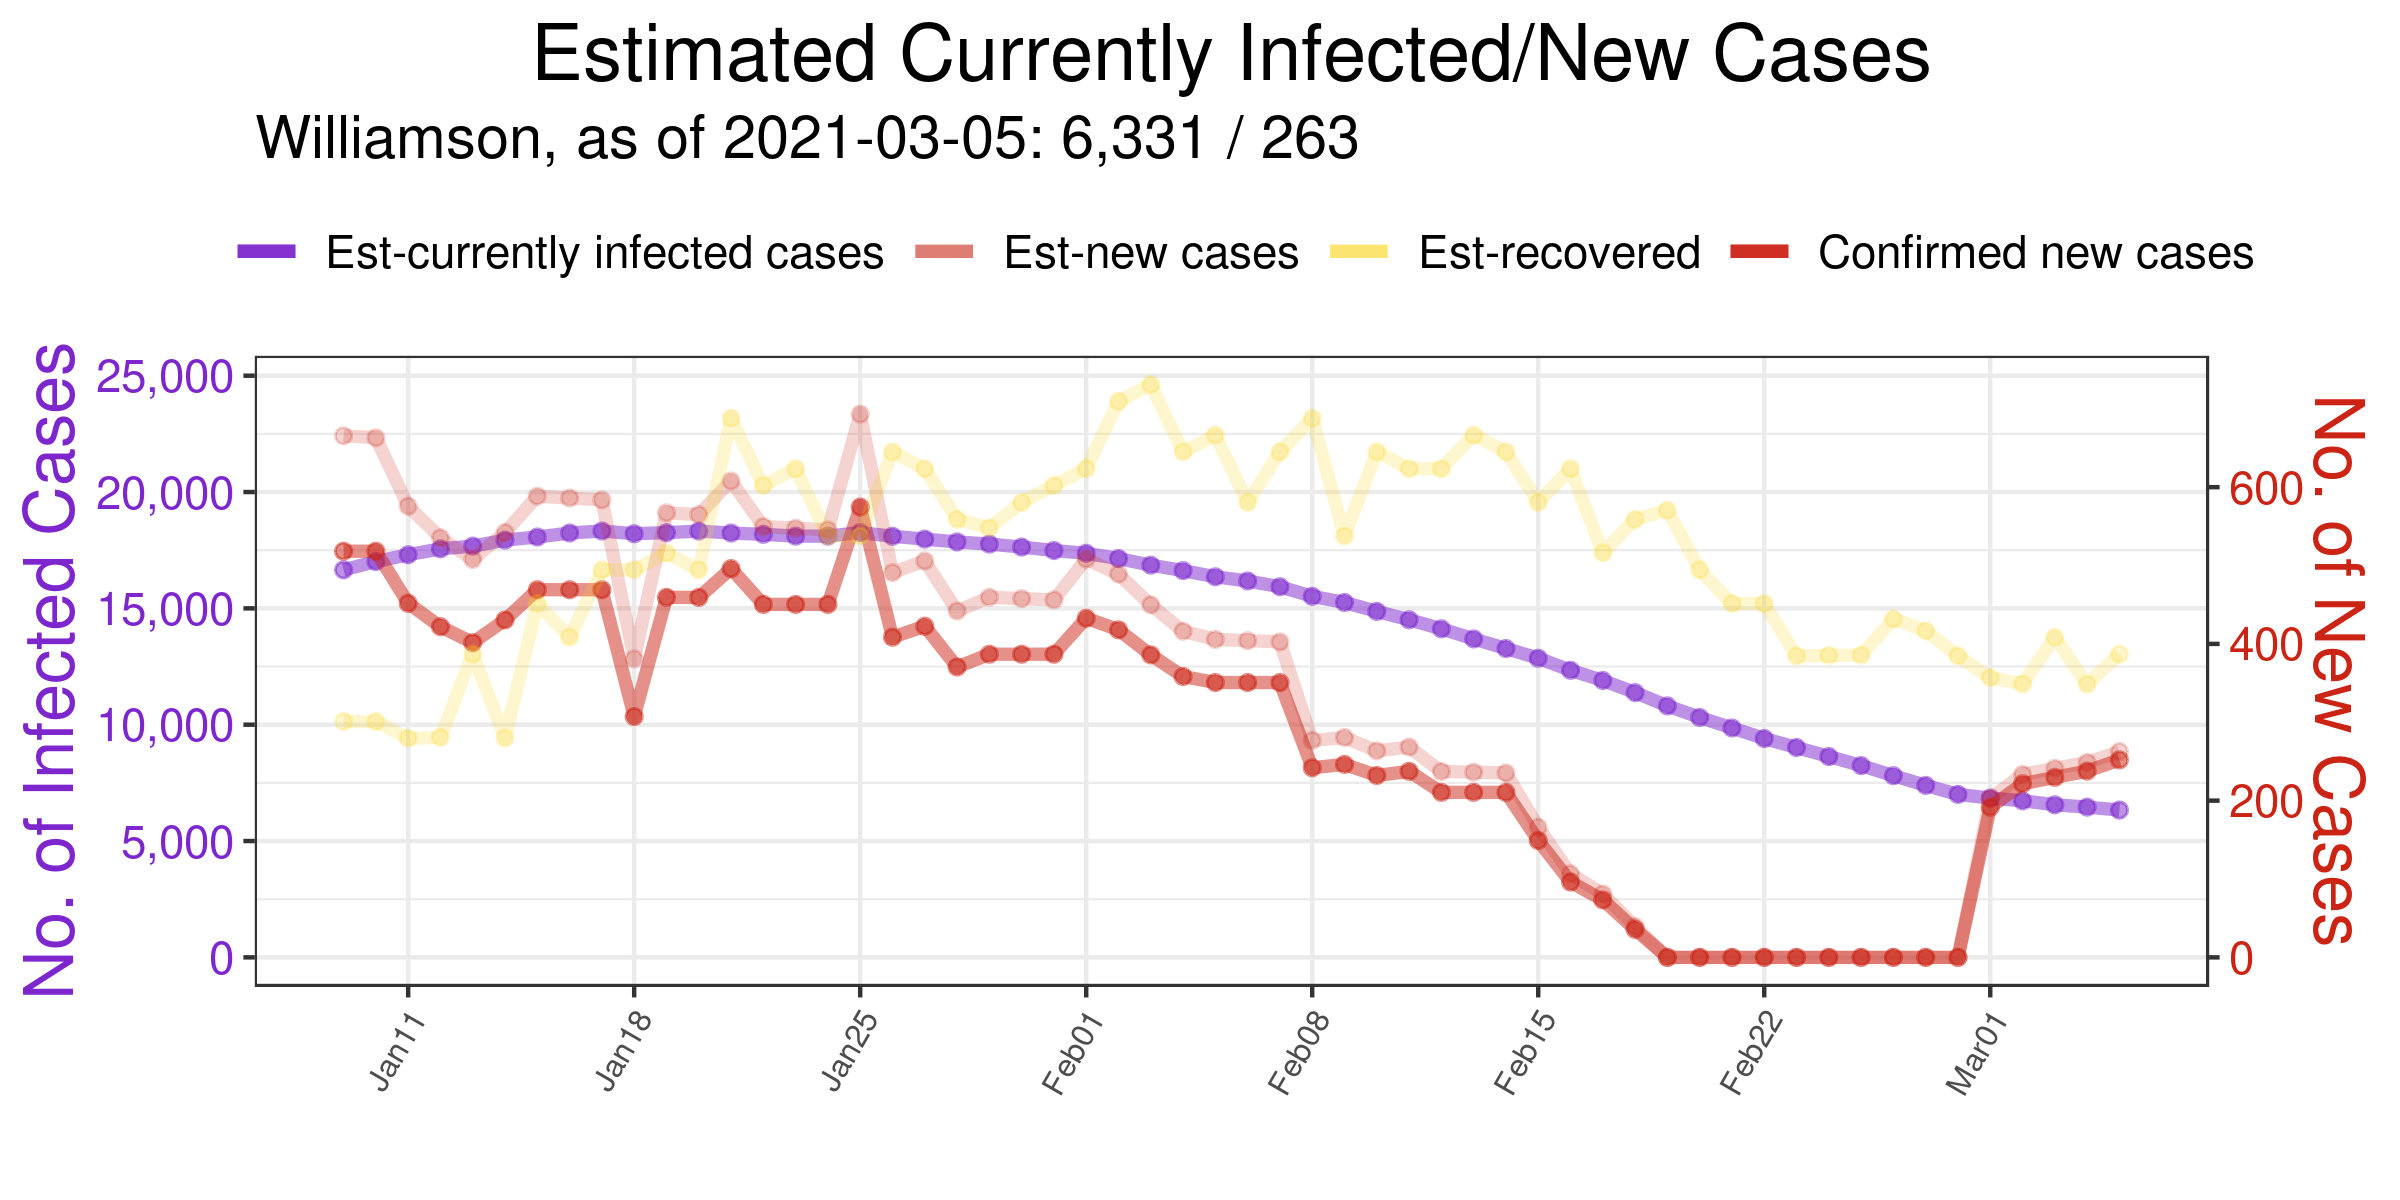 Estimated Currently Infected/New Cases
Williamson, as of 2021-03-05: 6,331 / 263
Est-currently infected cases Est-new cases Est-recovered Confirmed new cases
No. of Infected Cases
25,000
20,000
15,000
10,000
5,000
0
600
400
200
0
No. of New Cases
Jan11 Jan18 Jan25 Feb01 Feb08 Feb15 Feb22 Mar01